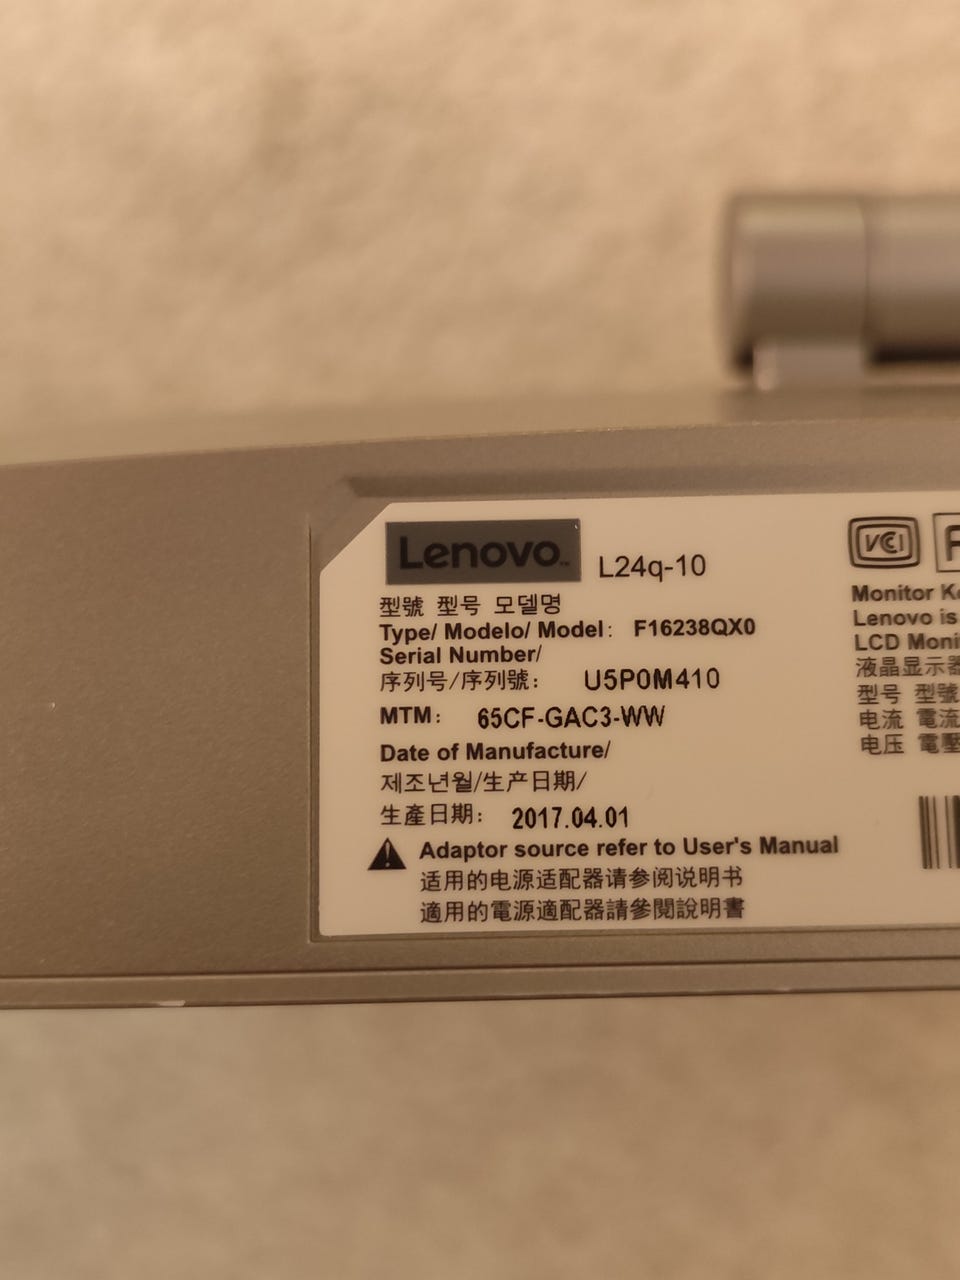 Lenovo™ L24q-10
型號 型号 모델명
Type/ Modelo/ Model: F16238QX0
Serial Number/
序列号/序列號: U5P0M410
MTM: 65CF-GAC3-WW
Date of Manufacture/
제조년월/生产日期/
生產日期: 2017.04.01
Adaptor source refer to User's Manual
适用的电源适配器请参阅说明书
適用的電源適配器請參閱說明書
VCCI
Monitor
Lenovo is
LCD
液晶显示器
型号 型號
电流 電流
电压 電壓